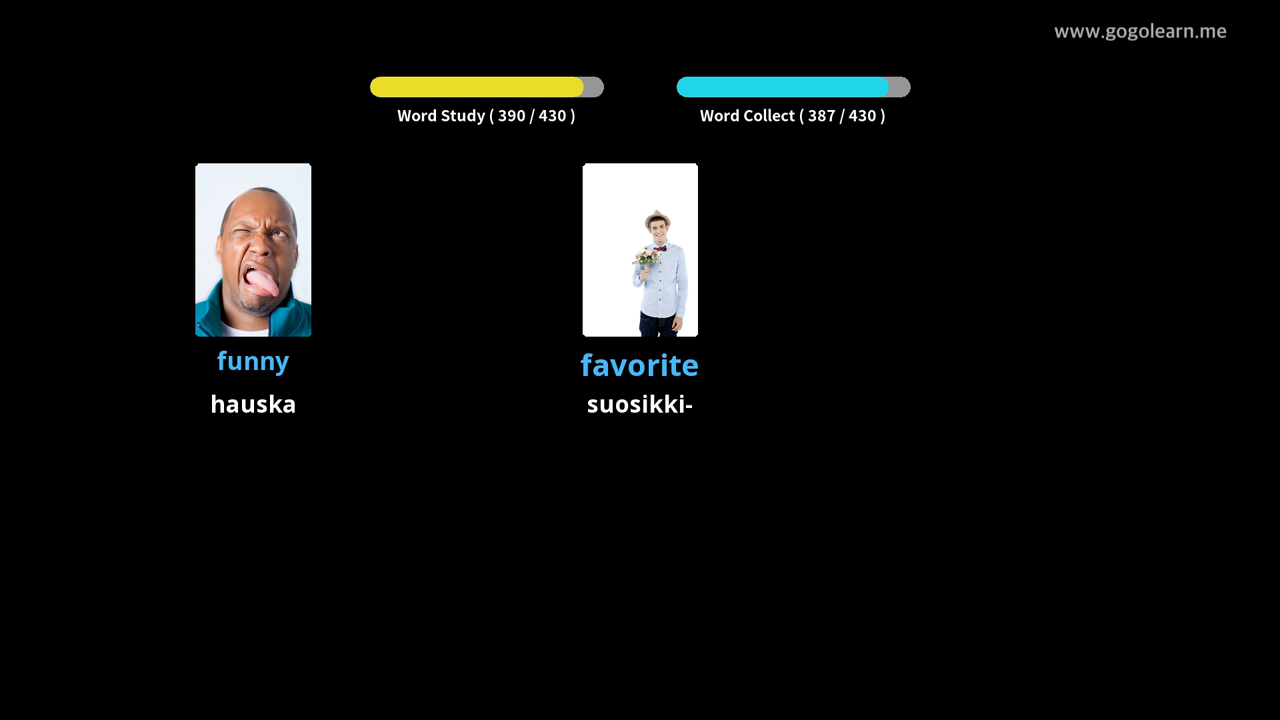 www.gogolearn.me
Word Study ( 390 / 430 )
Word Collect ( 387 / 430 )
funny
favorite
hauska
suosikki-